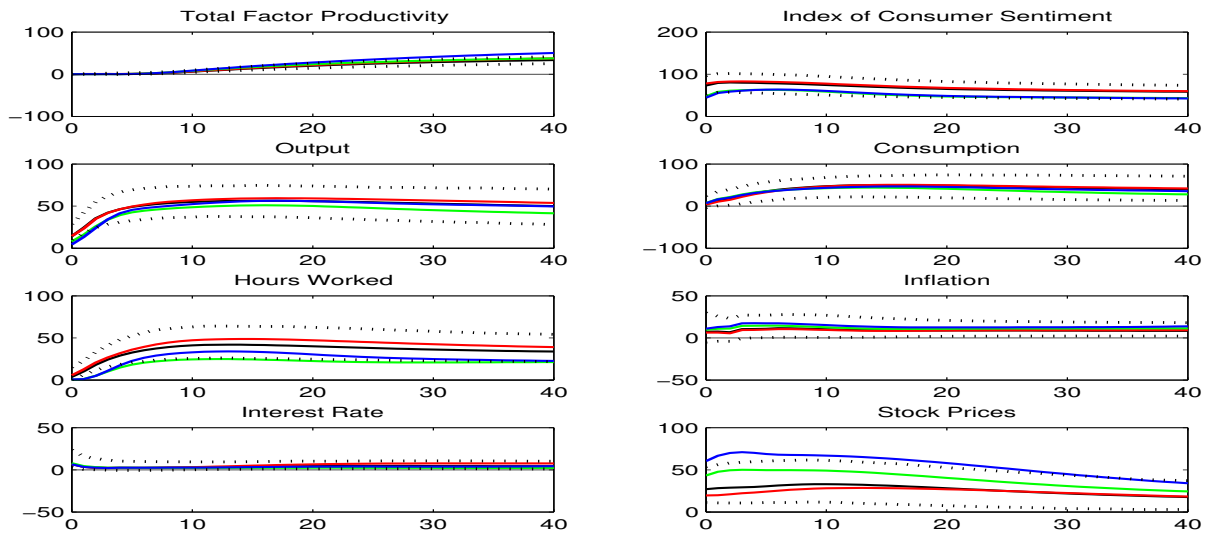 Total Factor Productivity
100
0
−100
0 10 20 30 40
Index of Consumer Sentiment
200
100
0
0 10 20 30 40
Output
100
50
0
0 10 20 30 40
Consumption
100
0
−100
0 10 20 30 40
Hours Worked
100
50
0
0 10 20 30 40
Inflation
50
0
−50
0 10 20 30 40
Interest Rate
50
0
−50
0 10 20 30 40
Stock Prices
100
50
0
0 10 20 30 40